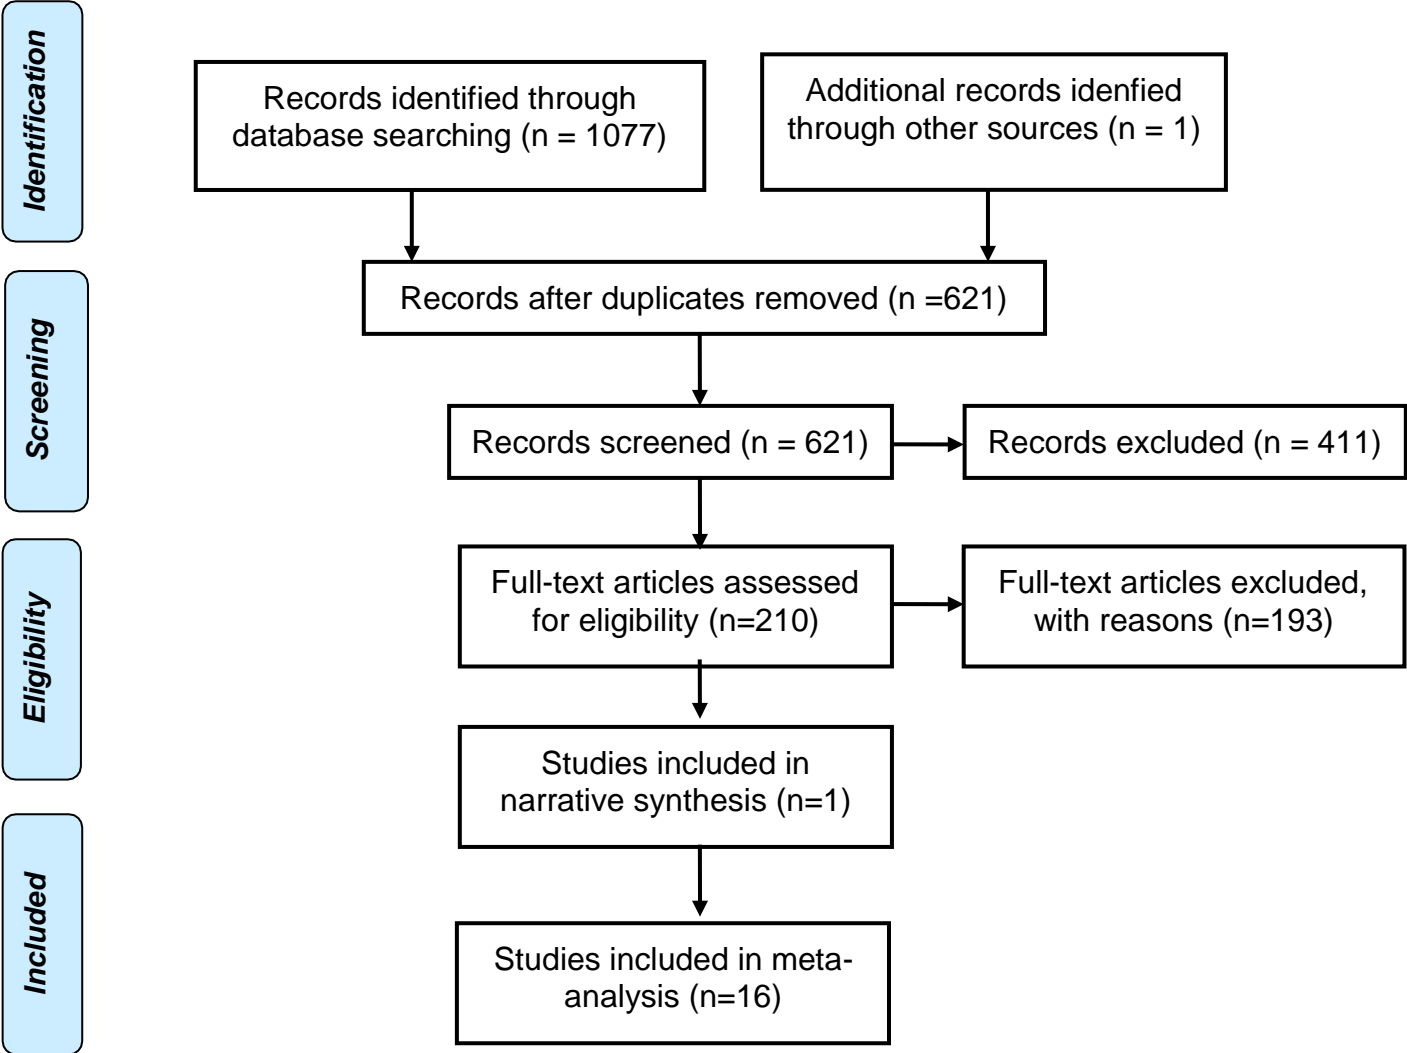 Identification
Records identified through
database searching (n = 1077)
Additional records idenfied
through other sources (n = 1)
Records after duplicates removed (n =621)
Screening
Records screened (n = 621)
Records excluded (n = 411)
Eligibility
Full-text articles assessed
for eligibility (n=210)
Full-text articles excluded,
with reasons (n=193)
Studies included in
narrative synthesis (n=1)
Included
Studies included in meta-
analysis (n=16)